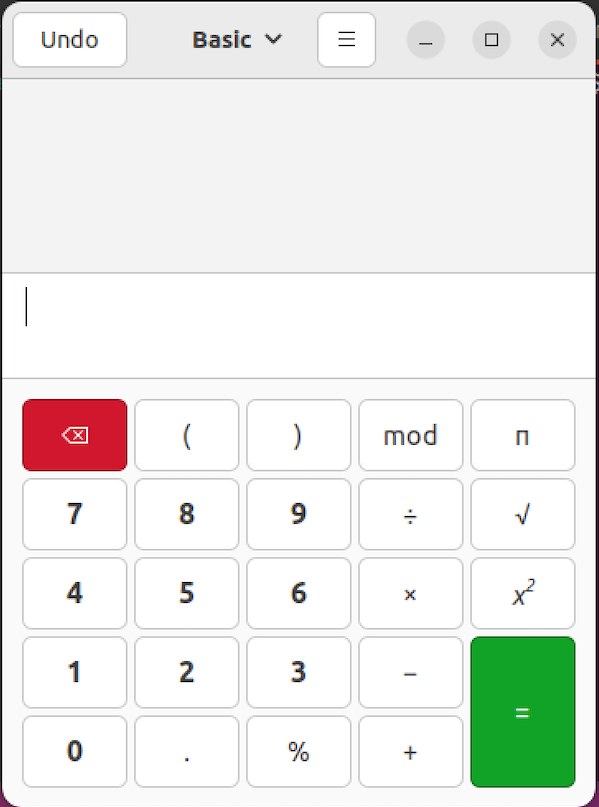 Undo Basic
( ) mod π
7 8 9 ÷ √
4 5 6 × x²
1 2 3 − =
0 . % +